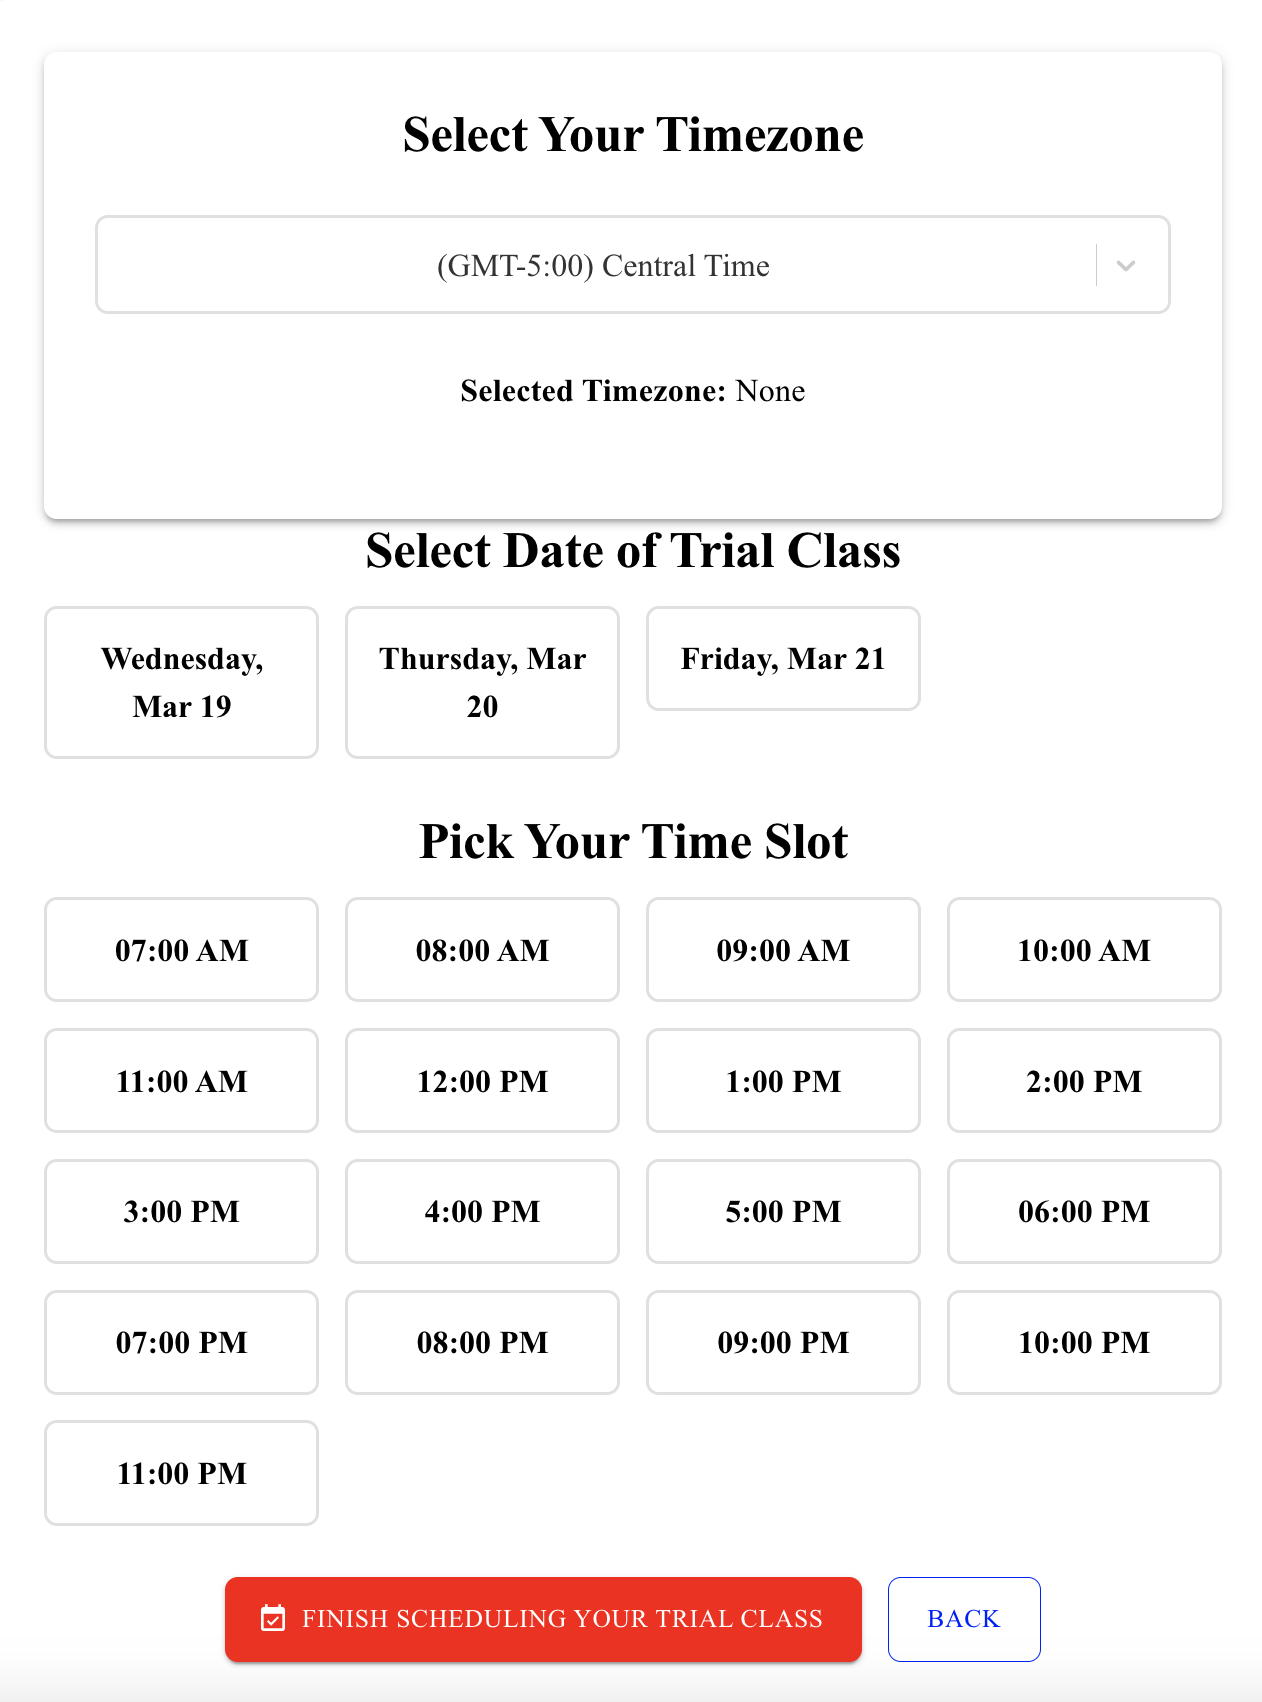 Select Your Timezone
(GMT-5:00) Central Time
Selected Timezone: None
Select Date of Trial Class
Wednesday,
Mar 19
Thursday, Mar
20
Friday, Mar 21
Pick Your Time Slot
07:00 AM
08:00 AM
09:00 AM
10:00 AM
11:00 AM
12:00 PM
1:00 PM
2:00 PM
3:00 PM
4:00 PM
5:00 PM
06:00 PM
07:00 PM
08:00 PM
09:00 PM
10:00 PM
11:00 PM
FINISH SCHEDULING YOUR TRIAL CLASS
BACK